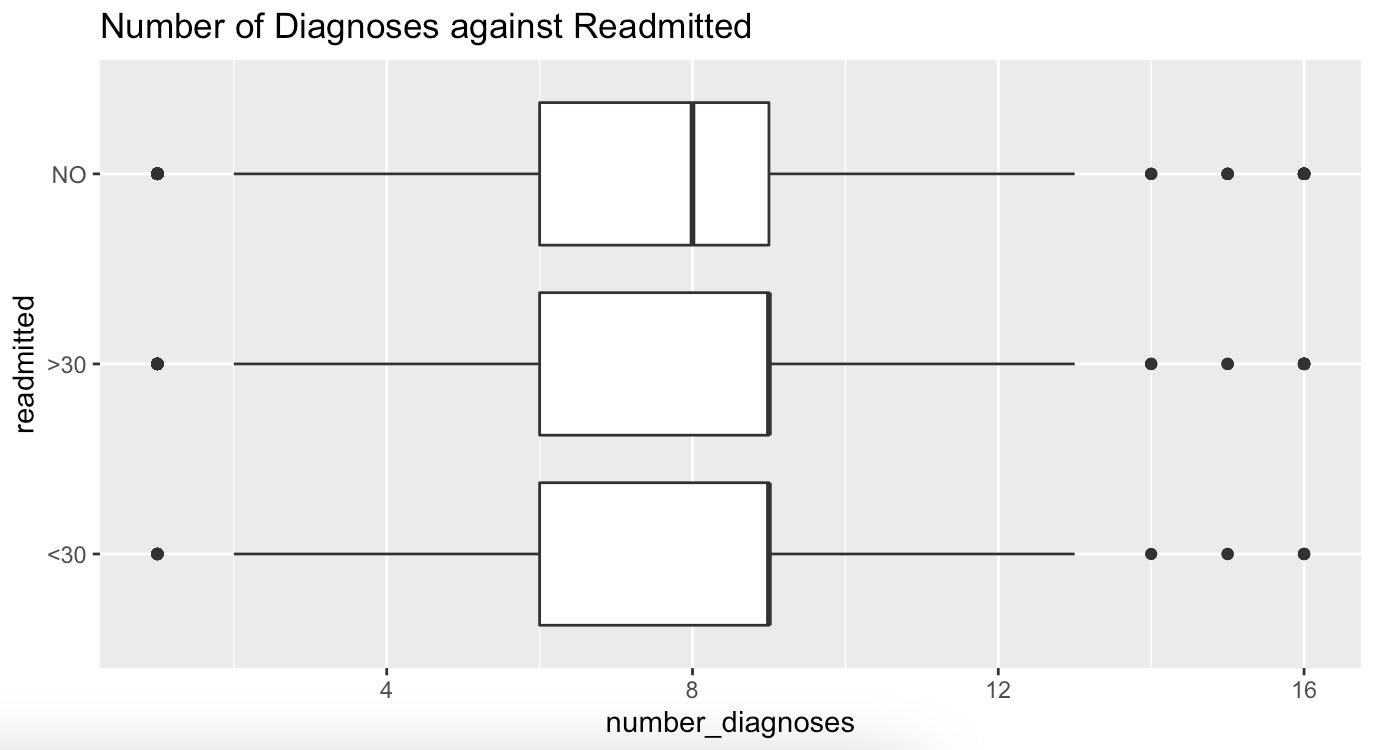 Number of Diagnoses against Readmitted
NO
>30
<30
readmitted
4 8 12 16
number_diagnoses